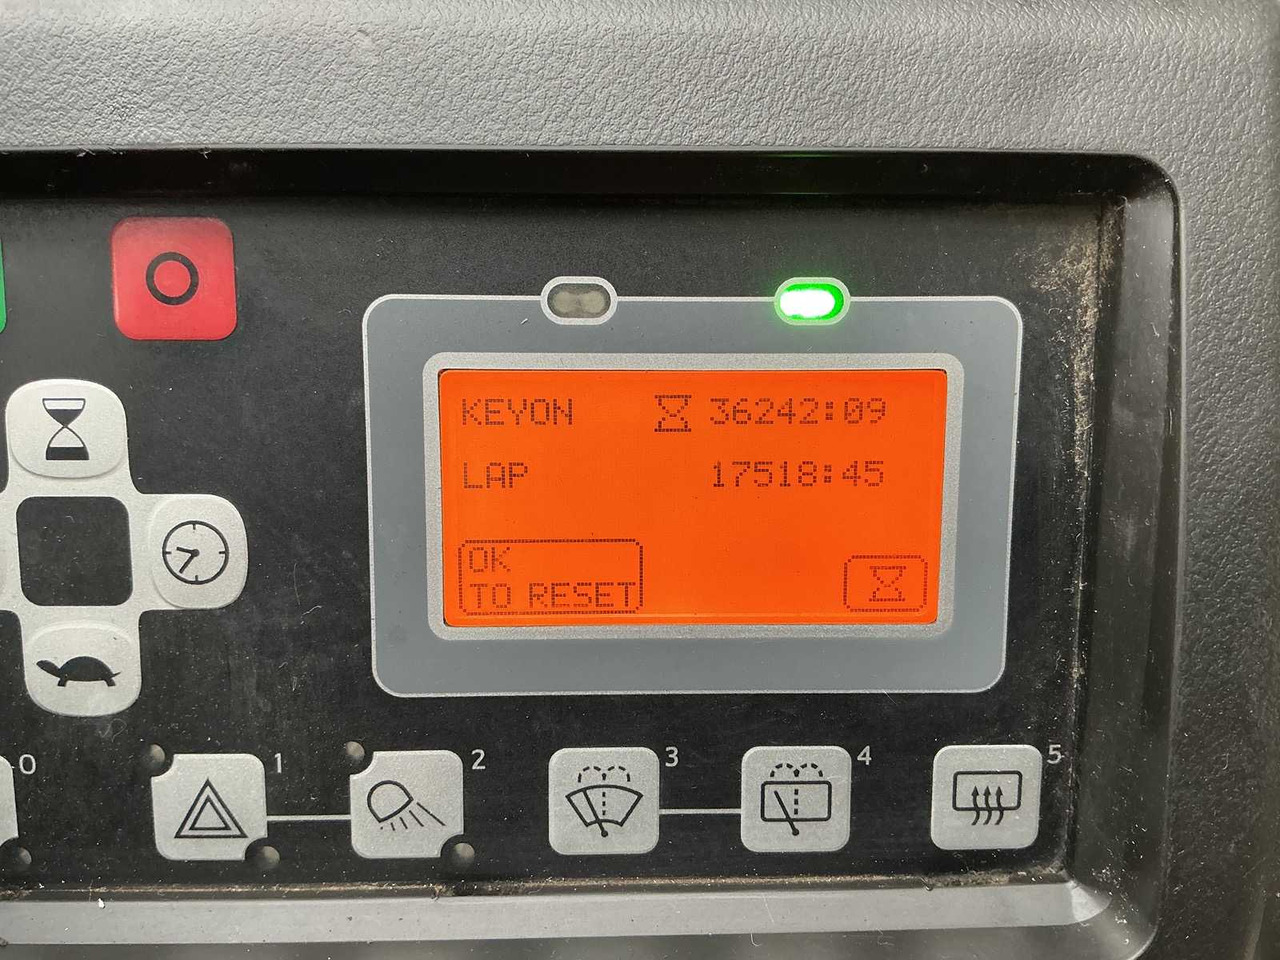 KEYON 36242:09
LAP 17518:45
OK
TO RESET
0 1 2 3 4 5